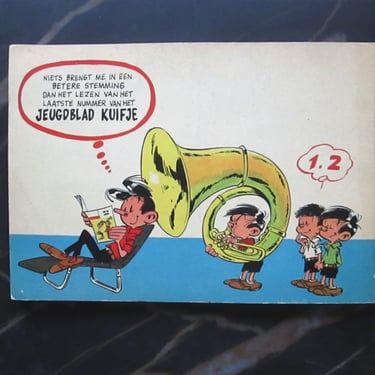 NIETS BRENGT ME IN EEN
BETERE STEMMING
DAN HET LEZEN VAN HET
LAATSTE NUMMER VAN HET
JEUGDBLAD KUIFJE
1.2